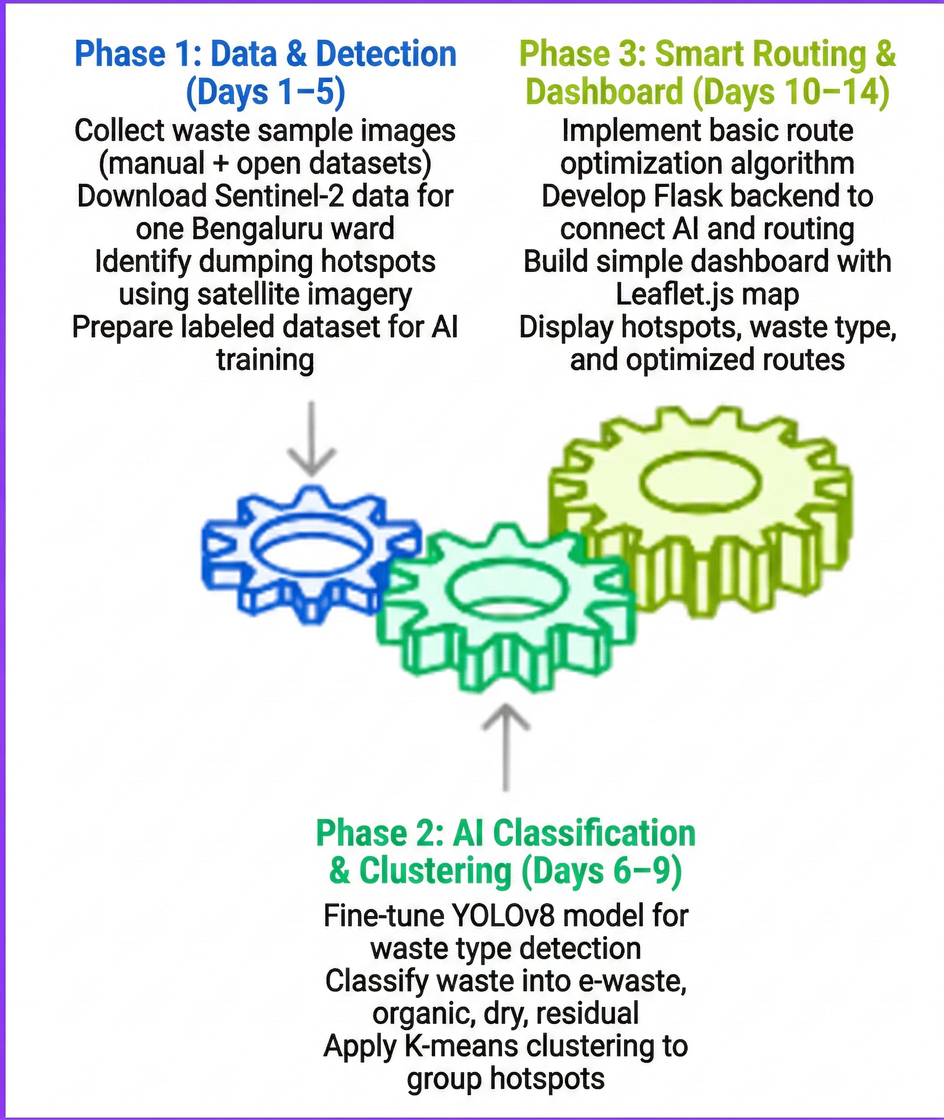 Phase 1: Data & Detection
(Days 1–5)
Collect waste sample images
(manual + open datasets)
Download Sentinel-2 data for
one Bengaluru ward
Identify dumping hotspots
using satellite imagery
Prepare labeled dataset for AI
training
Phase 3: Smart Routing &
Dashboard (Days 10–14)
Implement basic route
optimization algorithm
Develop Flask backend to
connect AI and routing
Build simple dashboard with
Leaflet.js map
Display hotspots, waste type,
and optimized routes
Phase 2: AI Classification
& Clustering (Days 6–9)
Fine-tune YOLOv8 model for
waste type detection
Classify waste into e-waste,
organic, dry, residual
Apply K-means clustering to
group hotspots